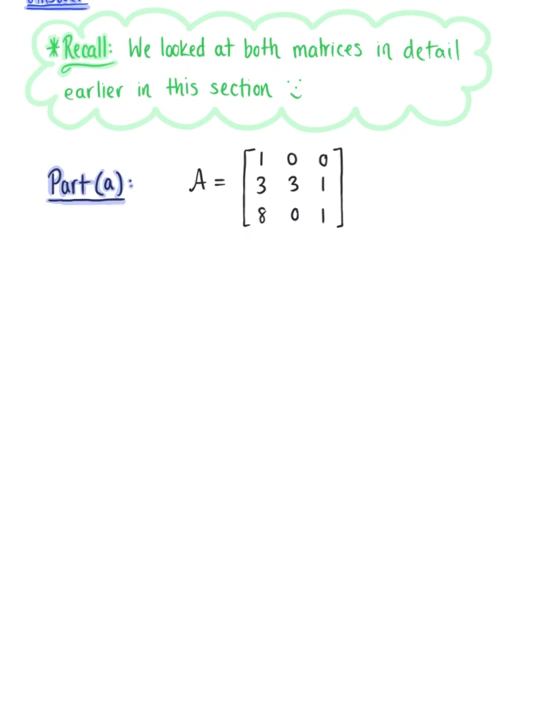 *Recall: We looked at both matrices in detail
earlier in this section
Part (a): A = [1 0 0
3 3 1
8 0 1]